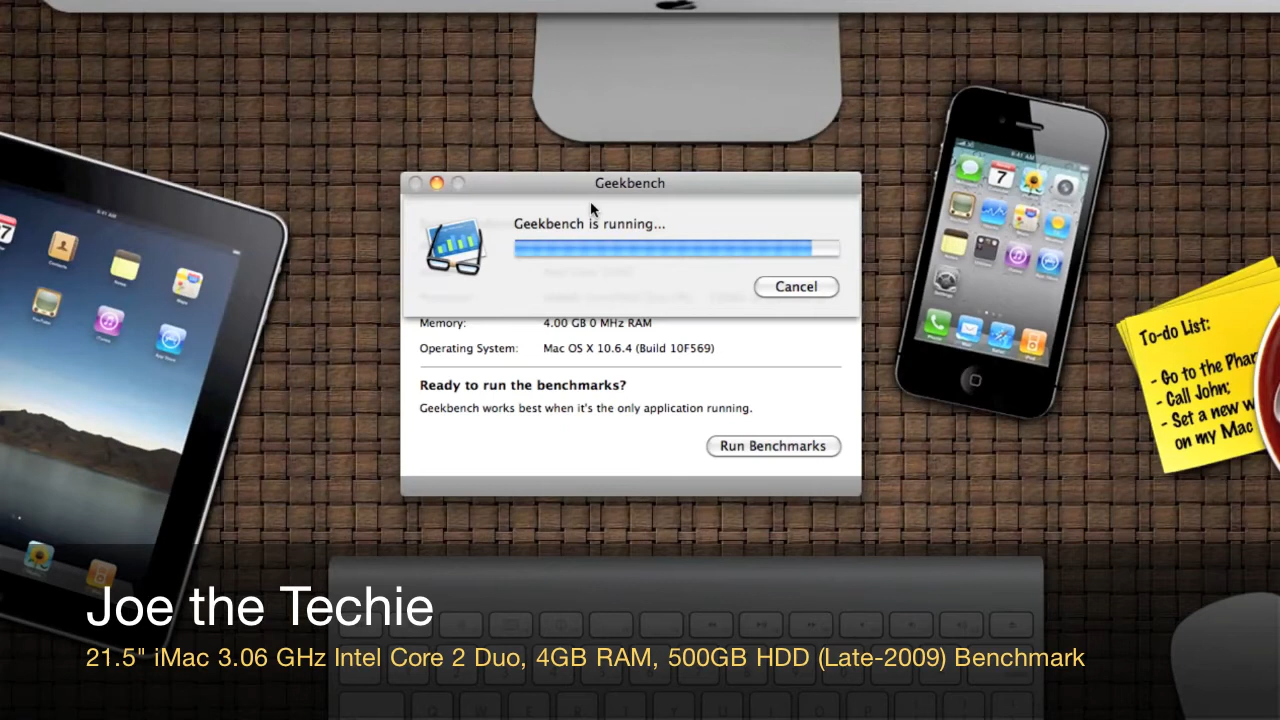 Geekbench
Geekbench is running...
Cancel
Memory: 4.00 GB 0 MHz RAM
Operating System: Mac OS X 10.6.4 (Build 10F569)
Ready to run the benchmarks?
Geekbench works best when it's the only application running.
Run Benchmarks
7
To-do List:
- Go to the
- Call John;
- Set a new
on my Mac
Joe the Techie
21.5" iMac 3.06 GHz Intel Core 2 Duo, 4GB RAM, 500GB HDD (Late-2009) Benchmark